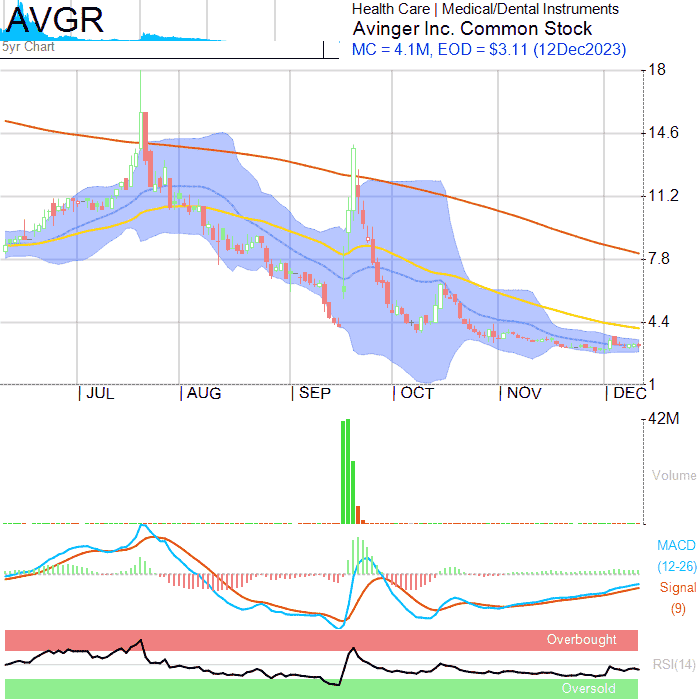 AVGR
5yr Chart
Health Care | Medical/Dental Instruments
Avinger Inc. Common Stock
MC = 4.1M, EOD = $3.11 (12Dec2023)
18
14.6
11.2
7.8
4.4
1
JUL AUG SEP OCT NOV DEC
42M
Volume
MACD
(12-26)
Signal
(9)
Overbought
RSI(14)
Oversold